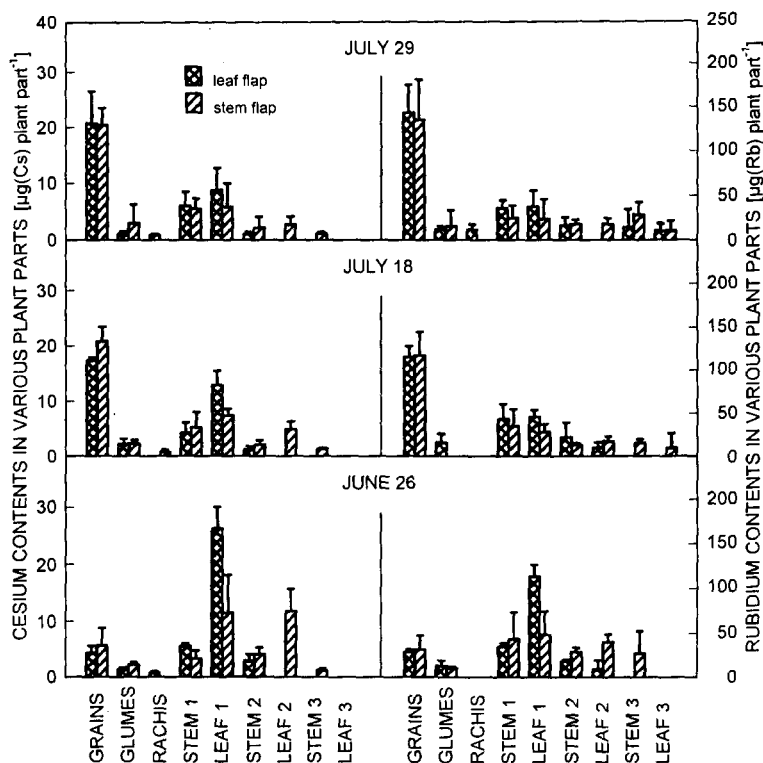 CESIUM CONTENTS IN VARIOUS PLANT PARTS [µg(Cs) plant part⁻¹]
40
30
20
10
0
30
20
10
0
30
20
10
0
JULY 29
leaf flap
stem flap
JULY 18
JUNE 26
250
200
150
100
50
0
200
150
100
50
0
200
150
100
50
0
RUBIDIUM CONTENTS IN VARIOUS PLANT PARTS [µg(Rb) plant part⁻¹]
GRAINS
GLUMES
RACHIS
STEM 1
LEAF 1
STEM 2
LEAF 2
STEM 3
LEAF 3
GRAINS
GLUMES
RACHIS
STEM 1
LEAF 1
STEM 2
LEAF 2
STEM 3
LEAF 3